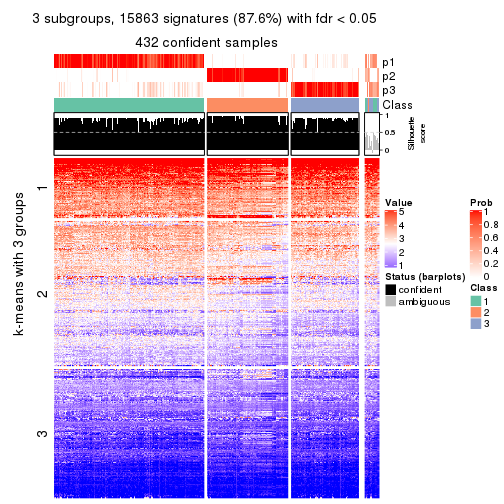 3 subgroups, 15863 signatures (87.6%) with fdr < 0.05
432 confident samples
p1
p2
p3
Class
1
0.5
0
Silhouette
score
k-means with 3 groups
1
2
3
Value
5
4
3
2
1
Status (barplots)
confident
ambiguous
Prob
1
0.8
0.6
0.4
0.2
0
Class
1
2
3